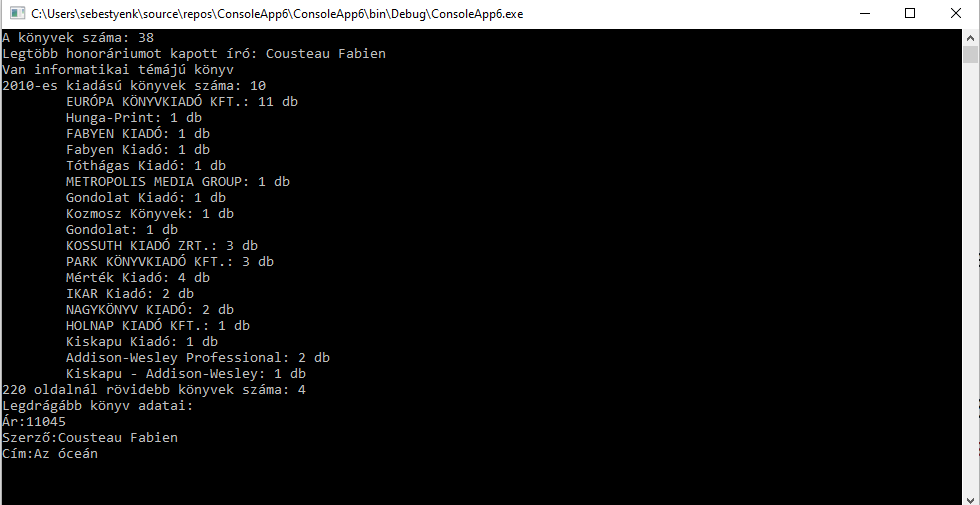 C:\Users\sebestyenk\source\repos\ConsoleApp6\ConsoleApp6\bin\Debug\ConsoleApp6.exe
A könyvek száma: 38
Legtöbb honoráriumot kapott író: Cousteau Fabien
Van informatikai témájú könyv
2010-es kiadású könyvek száma: 10
EURÓPA KÖNYVKIADÓ KFT.: 11 db
Hunga-Print: 1 db
FABYEN KIADÓ: 1 db
Fabyen Kiadó: 1 db
Tóthágas Kiadó: 1 db
METROPOLIS MEDIA GROUP: 1 db
Gondolat Kiadó: 1 db
Kozmosz Könyvek: 1 db
Gondolat: 1 db
KOSSUTH KIADÓ ZRT.: 3 db
PARK KÖNYVKIADÓ KFT.: 3 db
Mérték Kiadó: 4 db
IKAR Kiadó: 2 db
NAGYKÖNYV KIADÓ: 2 db
HOLNAP KIADÓ KFT.: 1 db
Kiskapu Kiadó: 1 db
Addison-Wesley Professional: 2 db
Kiskapu - Addison-Wesley: 1 db
220 oldalnál rövidebb könyvek száma: 4
Legdrágább könyv adatai:
Ár:11045
Szerző:Cousteau Fabien
Cím:Az óceán